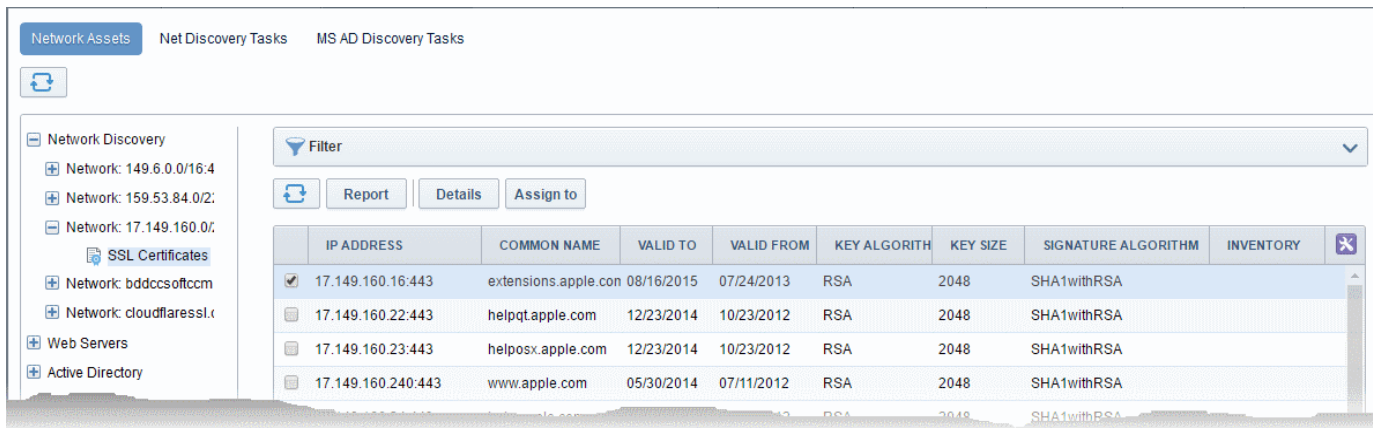 Network Assets Net Discovery Tasks MS AD Discovery Tasks
Network Discovery
Network: 149.6.0.0/16:4
Network: 159.53.84.0/2
Network: 17.149.160.0/
SSL Certificates
Network: bddccsoftccm
Network: cloudflaressl.
Web Servers
Active Directory
Filter
Report Details Assign to
IP ADDRESS COMMON NAME VALID TO VALID FROM KEY ALGORITH KEY SIZE SIGNATURE ALGORITHM INVENTORY
17.149.160.16:443 extensions.apple.con 08/16/2015 07/24/2013 RSA 2048 SHA1withRSA
17.149.160.22:443 helpqt.apple.com 12/23/2014 10/23/2012 RSA 2048 SHA1withRSA
17.149.160.23:443 helposx.apple.com 12/23/2014 10/23/2012 RSA 2048 SHA1withRSA
17.149.160.240:443 www.apple.com 05/30/2014 07/11/2012 RSA 2048 SHA1withRSA
RSA 2048 SHA1withRSA